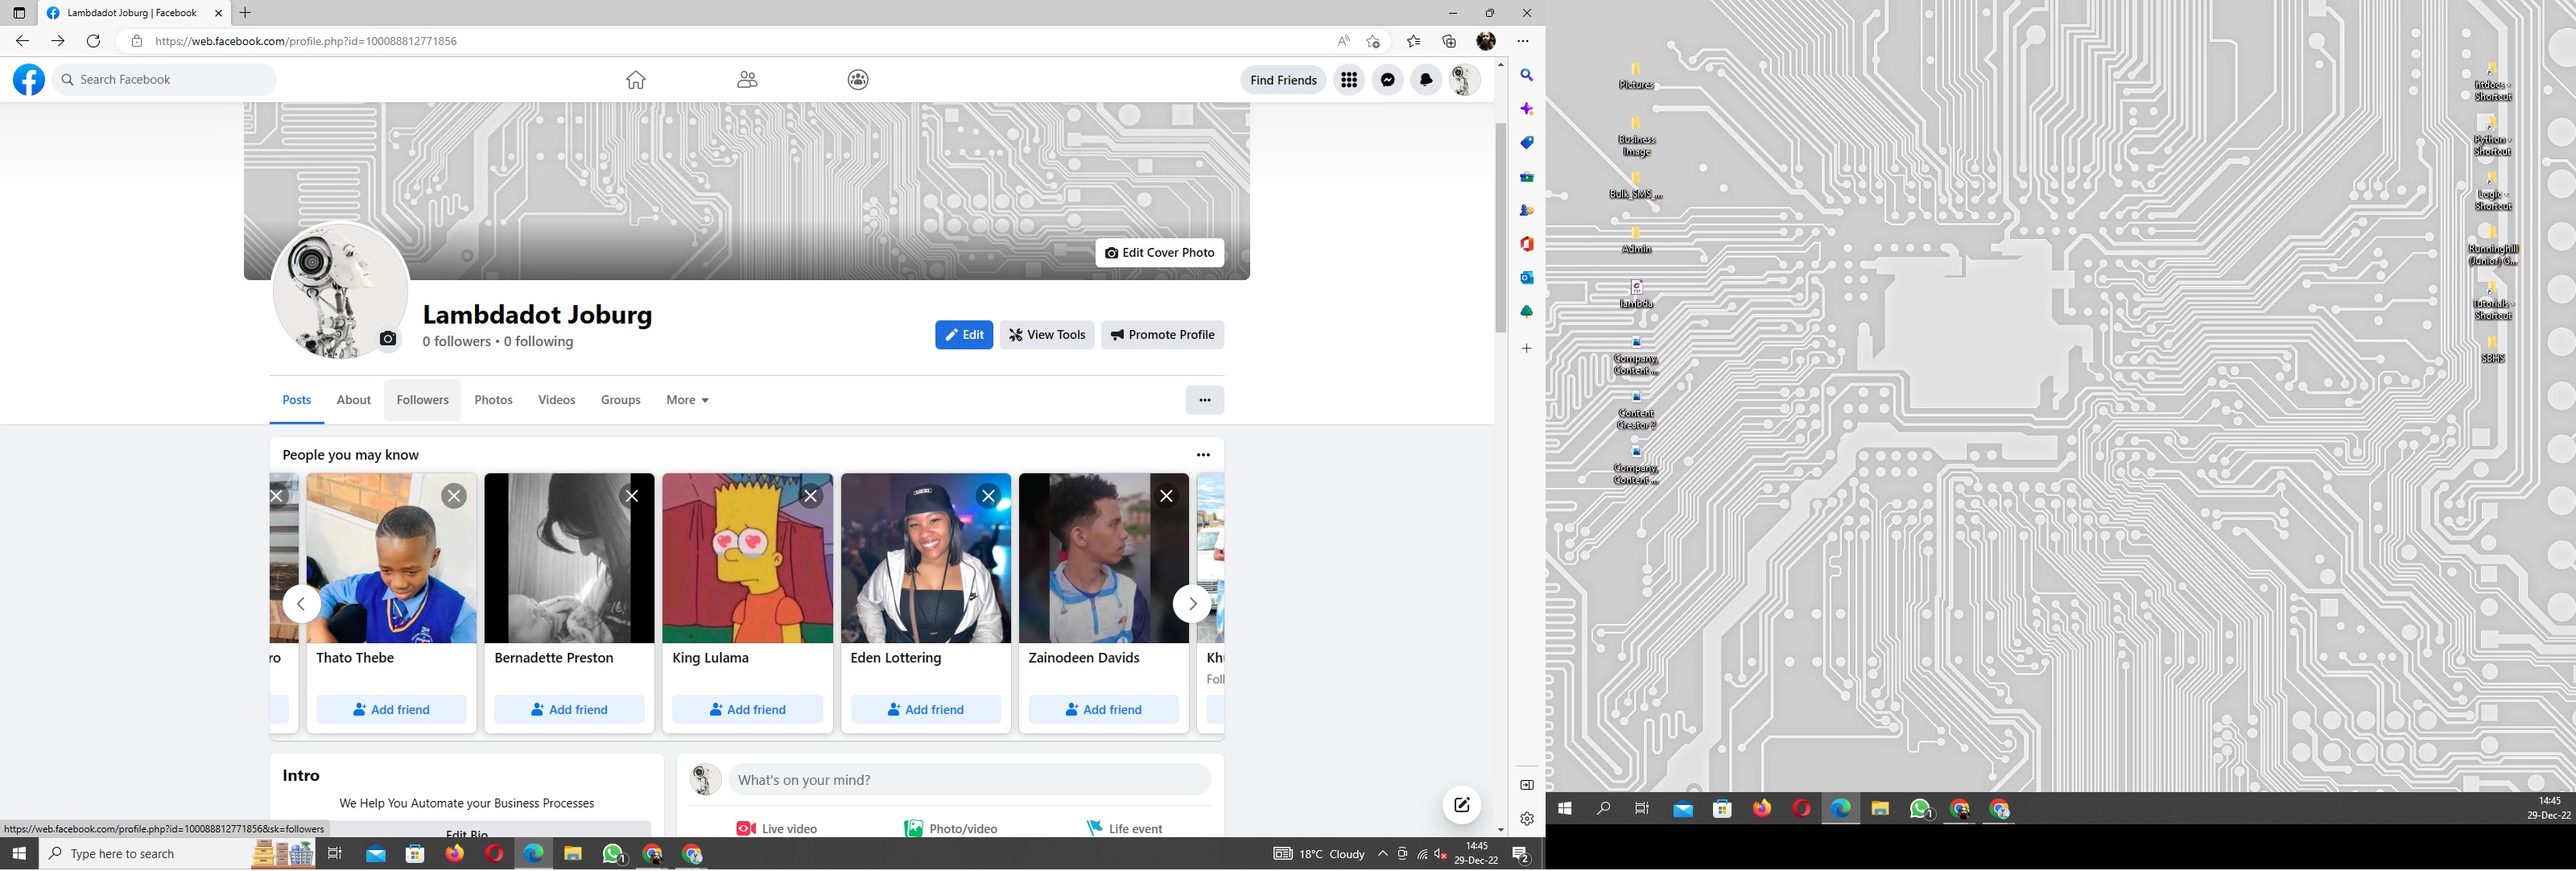 Lambdadot Joburg | Facebook
https://web.facebook.com/profile.php?id=100088812771856
Search Facebook
Find Friends
Edit Cover Photo
Lambdadot Joburg
0 followers • 0 following
Edit
View Tools
Promote Profile
Posts
About
Followers
Photos
Videos
Groups
More
People you may know
ro
Thato Thebe
Bernadette Preston
King Lulama
Eden Lottering
Zainodeen Davids
Khu
Foll
Add friend
Add friend
Add friend
Add friend
Add friend
Intro
We Help You Automate your Business Processes
Edit Bio
What's on your mind?
Live video
Photo/video
Life event
https://web.facebook.com/profile.php?id=100088812771856&sk=followers
Type here to search
1
18°C Cloudy
14:45
29-Dec-22
2
Pictures
Business
Image
Bulk_SMS_...
Admin
lambda
Company,
Content ...
Content
Creator 2
Company,
Content ...
htdocs -
Shortcut
Python -
Shortcut
Logic -
Shortcut
Runninghill
(Junior) G...
Tutorials -
Shortcut
SBHS
1
14:45
29-Dec-22